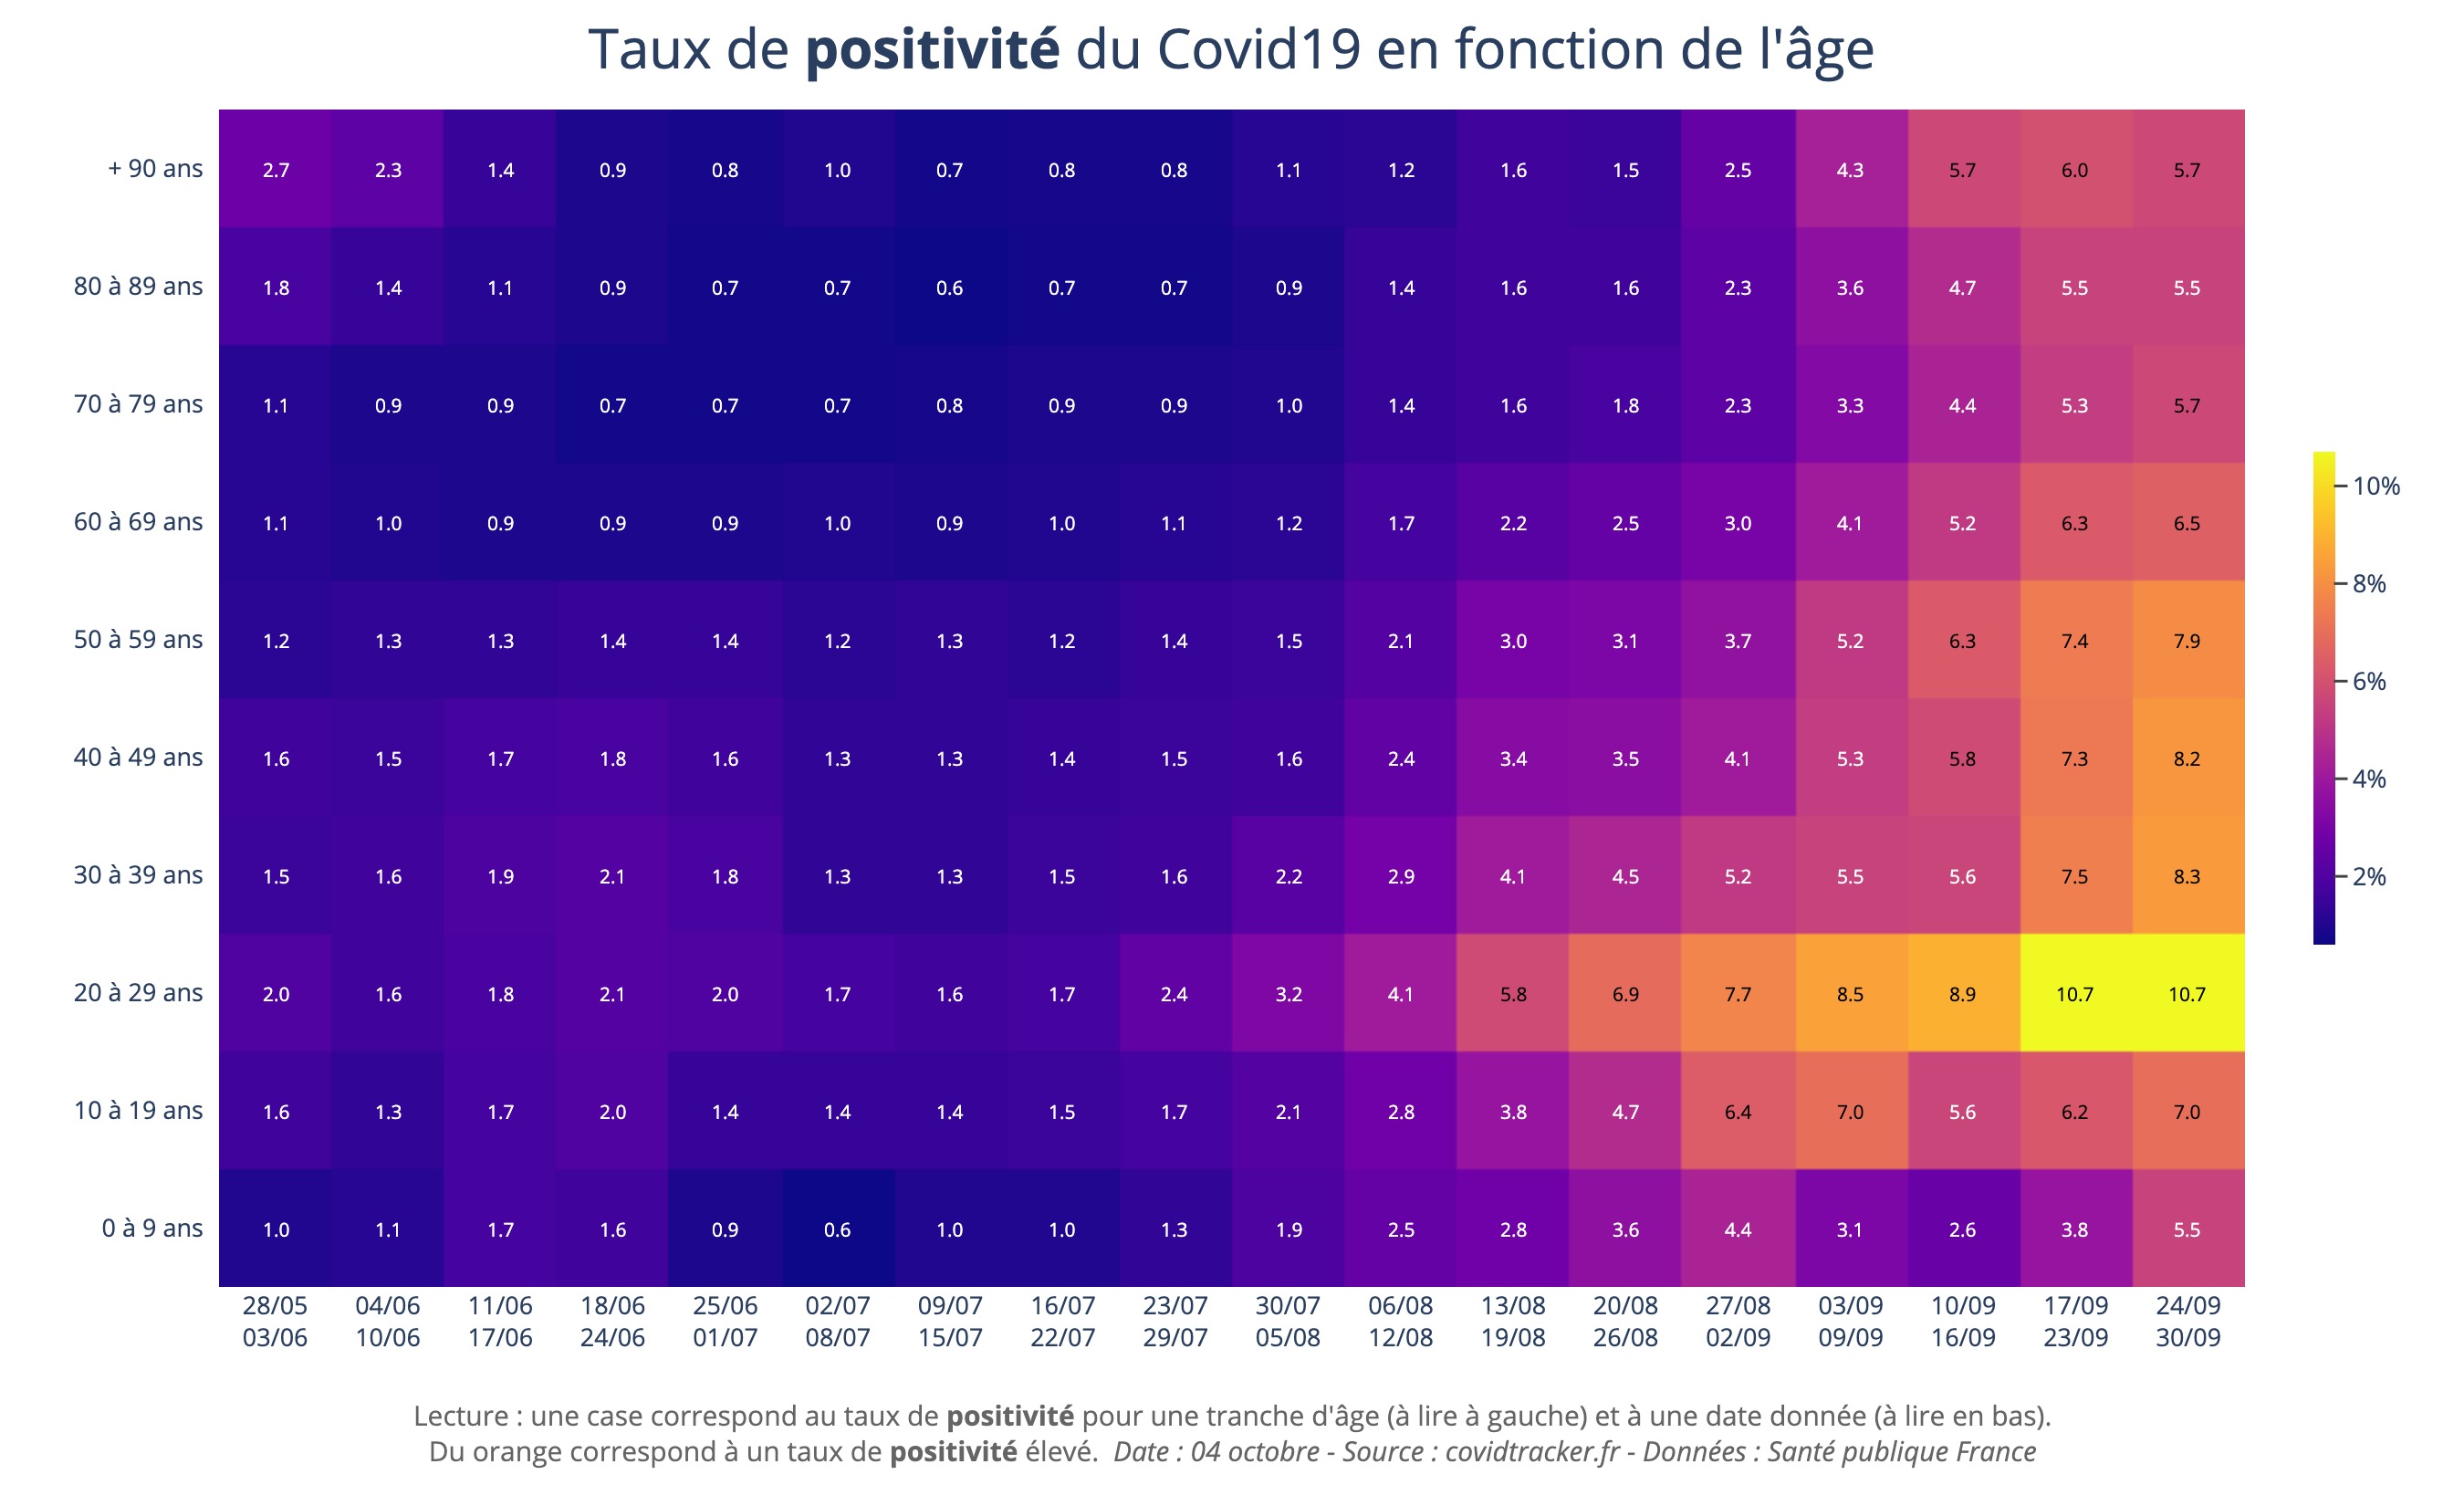 Taux de positivité du Covid19 en fonction de l'âge
+ 90 ans 2.7 2.3 1.4 0.9 0.8 1.0 0.7 0.8 0.8 1.1 1.2 1.6 1.5 2.5 4.3 5.7 6.0 5.7
80 à 89 ans 1.8 1.4 1.1 0.9 0.7 0.7 0.6 0.7 0.7 0.9 1.4 1.6 1.6 2.3 3.6 4.7 5.5 5.5
70 à 79 ans 1.1 0.9 0.9 0.7 0.7 0.7 0.8 0.9 0.9 1.0 1.4 1.6 1.8 2.3 3.3 4.4 5.3 5.7
60 à 69 ans 1.1 1.0 0.9 0.9 0.9 1.0 0.9 1.0 1.1 1.2 1.7 2.2 2.5 3.0 4.1 5.2 6.3 6.5
50 à 59 ans 1.2 1.3 1.3 1.4 1.4 1.2 1.3 1.2 1.4 1.5 2.1 3.0 3.1 3.7 5.2 6.3 7.4 7.9
40 à 49 ans 1.6 1.5 1.7 1.8 1.6 1.3 1.3 1.4 1.5 1.6 2.4 3.4 3.5 4.1 5.3 5.8 7.3 8.2
30 à 39 ans 1.5 1.6 1.9 2.1 1.8 1.3 1.3 1.5 1.6 2.2 2.9 4.1 4.5 5.2 5.5 5.6 7.5 8.3
20 à 29 ans 2.0 1.6 1.8 2.1 2.0 1.7 1.6 1.7 2.4 3.2 4.1 5.8 6.9 7.7 8.5 8.9 10.7 10.7
10 à 19 ans 1.6 1.3 1.7 2.0 1.4 1.4 1.4 1.5 1.7 2.1 2.8 3.8 4.7 6.4 7.0 5.6 6.2 7.0
0 à 9 ans 1.0 1.1 1.7 1.6 0.9 0.6 1.0 1.0 1.3 1.9 2.5 2.8 3.6 4.4 3.1 2.6 3.8 5.5
28/05 04/06 11/06 18/06 25/06 02/07 09/07 16/07 23/07 30/07 06/08 13/08 20/08 27/08 03/09 10/09 17/09 24/09
03/06 10/06 17/06 24/06 01/07 08/07 15/07 22/07 29/07 05/08 12/08 19/08 26/08 02/09 09/09 16/09 23/09 30/09
10%
8%
6%
4%
2%
Lecture : une case correspond au taux de positivité pour une tranche d'âge (à lire à gauche) et à une date donnée (à lire en bas).
Du orange correspond à un taux de positivité élevé. Date : 04 octobre - Source : covidtracker.fr - Données : Santé publique France